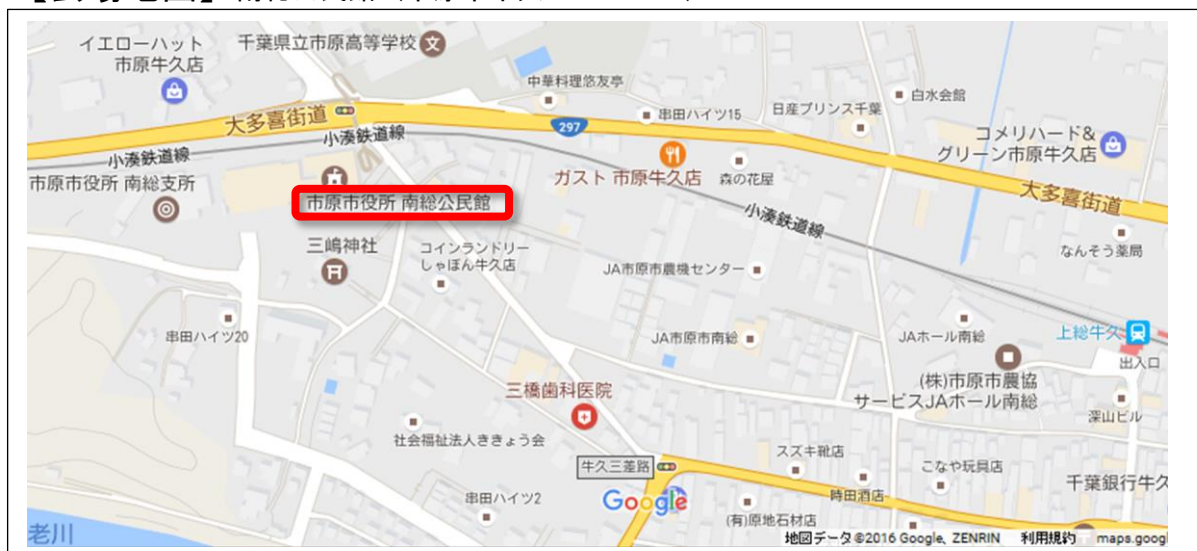 イエローハット
市原牛久店
千葉県立市原高等学校
文
中華料理悠友亭
串田ハイツ15
日産プリンス千葉
白水会館
コメリハード&
グリーン市原牛久店
大多喜街道
297
小湊鉄道線
小湊鉄道線
ガスト 市原牛久店
森の花屋
大多喜街道
市原市役所 南総支所
市原市役所 南総公民館
小湊鉄道線
なんそう薬局
三嶋神社
コインランドリー
しゃぼん牛久店
JA市原市農機センター
串田ハイツ20
JA市原市南総
JAホール南総
上総牛久
出入口
(株)市原市農協
サービスJAホール南総
深山ビル
三橋歯科医院
社会福祉法人ききょう会
牛久三差路
スズキ靴店
こなや玩具店
千葉銀行牛久
串田ハイツ2
Google
時田酒店
(有)原地石材店
老川
地図データ ©2016 Google, ZENRIN 利用規約 maps.googl